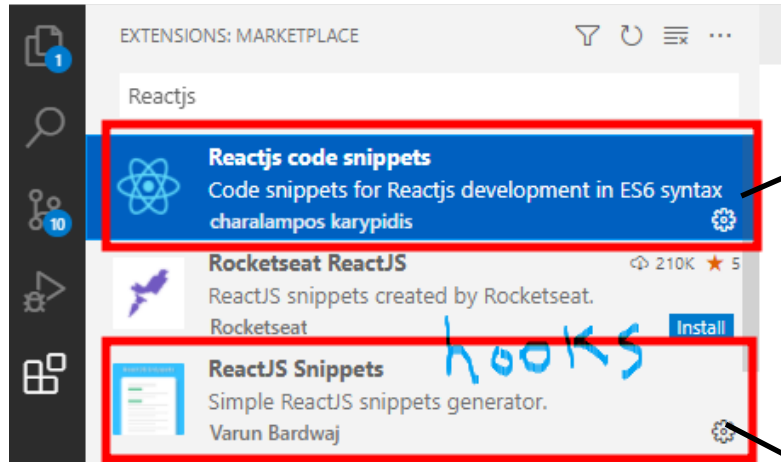 EXTENSIONS: MARKETPLACE
1
Reactjs
Reactjs code snippets
Code snippets for Reactjs development in ES6 syntax
charalampos karypidis
10
Rocketseat ReactJS 210K ★ 5
ReactJS snippets created by Rocketseat.
Rocketseat Install
hooks
ReactJS Snippets
Simple ReactJS snippets generator.
Varun Bardwaj